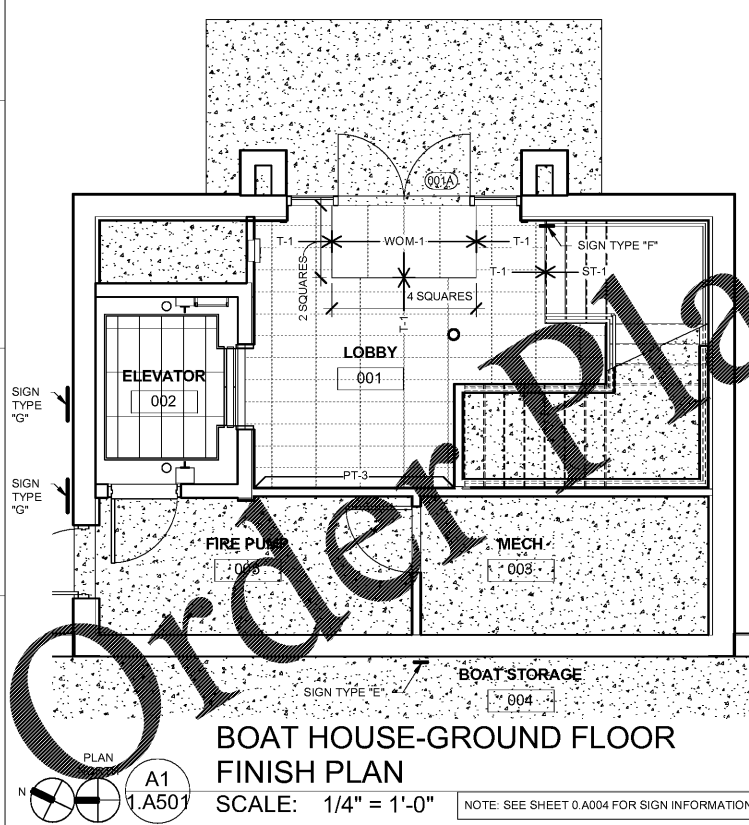 001A
T-1
WOM-1
T-1
SIGN TYPE "F"
T-1
ST-1
2 SQUARES
4 SQUARES
T-1
LOBBY
001
ELEVATOR
002
SIGN
TYPE
"G"
SIGN
TYPE
"G"
PT-3
FIRE PUMP
MECH
003
BOAT STORAGE
004
SIGN TYPE "E"
Order Pla
BOAT HOUSE-GROUND FLOOR
FINISH PLAN
PLAN
NORTH
N
A1
1.A501
SCALE: 1/4" = 1'-0"
NOTE: SEE SHEET 0.A004 FOR SIGN INFORMATION